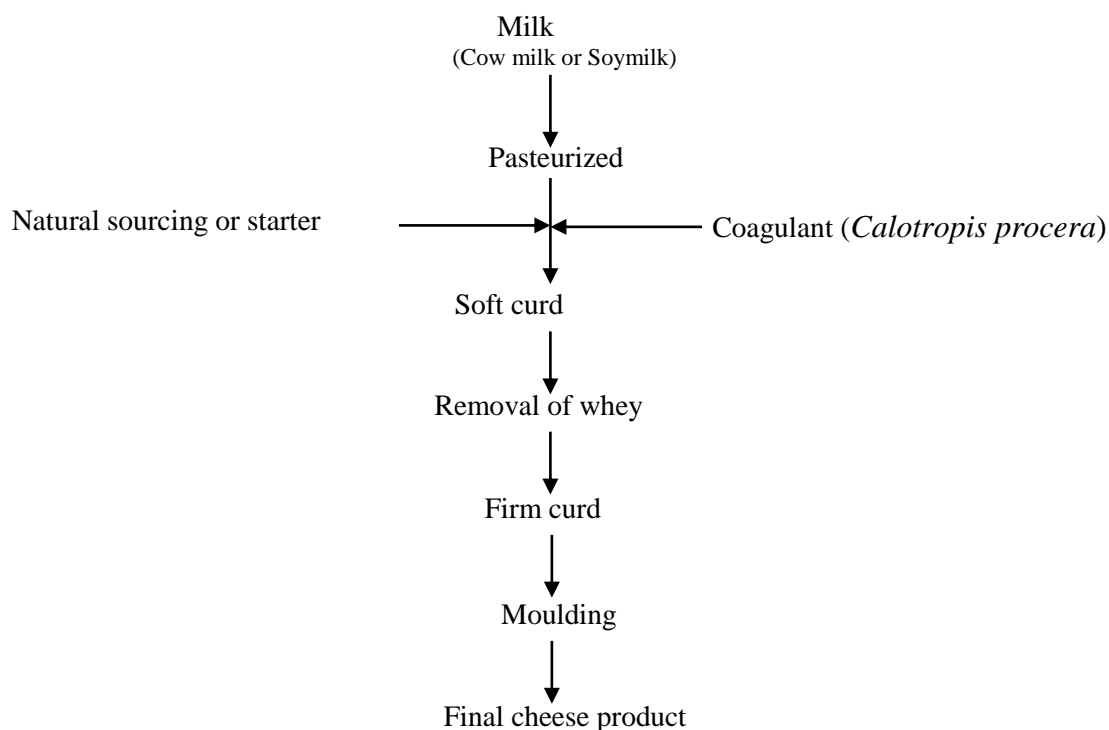 Milk
(Cow milk or Soymilk)
Pasteurized
Natural sourcing or starter
Coagulant (Calotropis procera)
Soft curd
Removal of whey
Firm curd
Moulding
Final cheese product